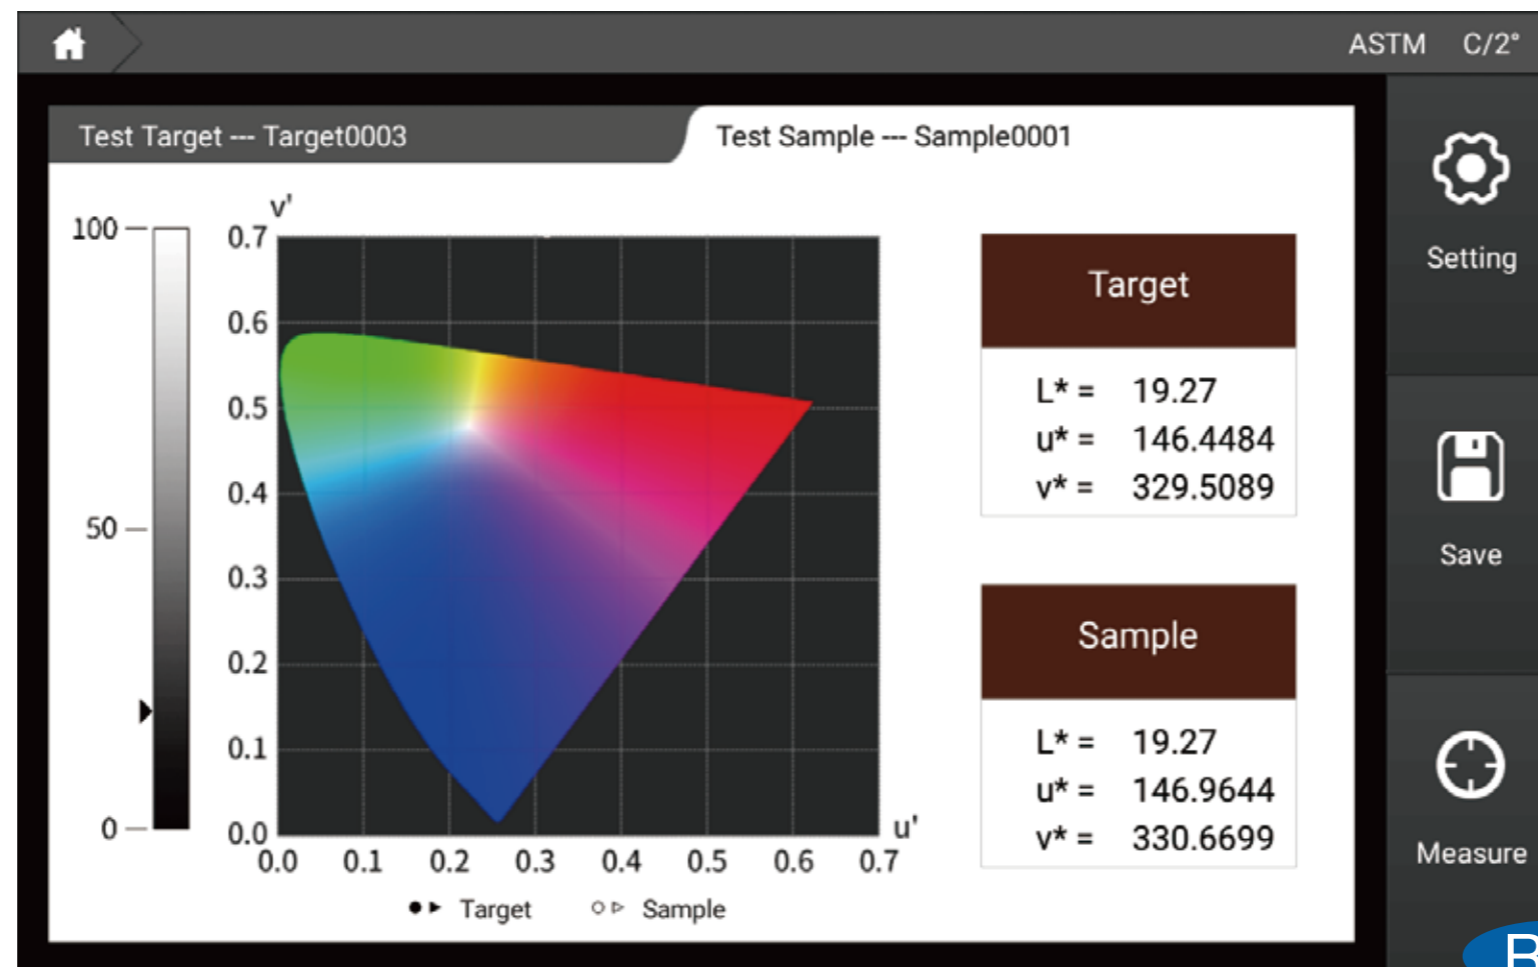 ASTM C/2°
Test Target --- Target0003
Test Sample --- Sample0001
Setting
Save
Measure
100
50
0
v'
0.7
0.6
0.5
0.4
0.3
0.2
0.1
0.0
0.0 0.1 0.2 0.3 0.4 0.5 0.6 0.7
u'
Target
Sample
Target
L* = 19.27
u* = 146.4484
v* = 329.5089
Sample
L* = 19.27
u* = 146.9644
v* = 330.6699